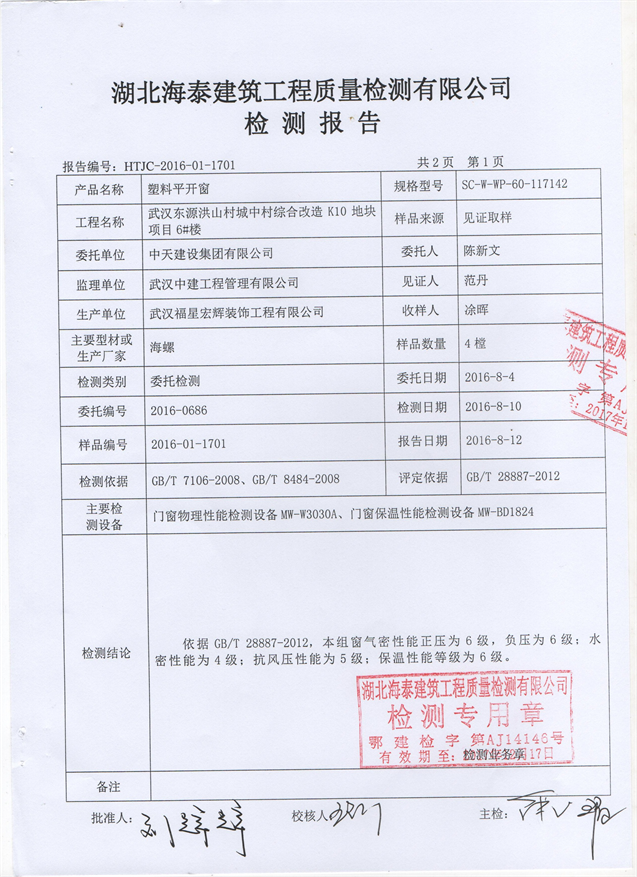 湖北海泰建筑工程质量检测有限公司
检测报告
报告编号：HTJC-2016-01-1701 共2页 第1页
产品名称 塑料平开窗 规格型号 SC-W-WP-60-117142
工程名称 武汉东源洪山村城中村综合改造 K10 地块
项目 6#楼 样品来源 见证取样
委托单位 中天建设集团有限公司 委托人 陈新文
监理单位 武汉中建工程管理有限公司 见证人 范丹
生产单位 武汉福星宏辉装饰工程有限公司 收样人 凃晖
主要型材或
生产厂家 海螺 样品数量 4樘
检测类别 委托检测 委托日期 2016-8-4
委托编号 2016-0686 检测日期 2016-8-10
样品编号 2016-01-1701 报告日期 2016-8-12
检测依据 GB/T 7106-2008、GB/T 8484-2008 评定依据 GB/T 28887-2012
主要检
测设备 门窗物理性能检测设备 MW-W3030A、门窗保温性能检测设备 MW-BD1824
检测结论
依据 GB/T 28887-2012，本组窗气密性能正压为 6 级，负压为 6 级；水
密性能为 4 级；抗风压性能为 5 级；保温性能等级为 6 级。
湖北海泰建筑工程质量检测有限公司
检测专用章
鄂建检字 第AJ14146号
有效期至：
检测业务章
月17日
备注
批准人： 校核人 主检：
建筑工程质
测专
字 第AJ
至：2017年